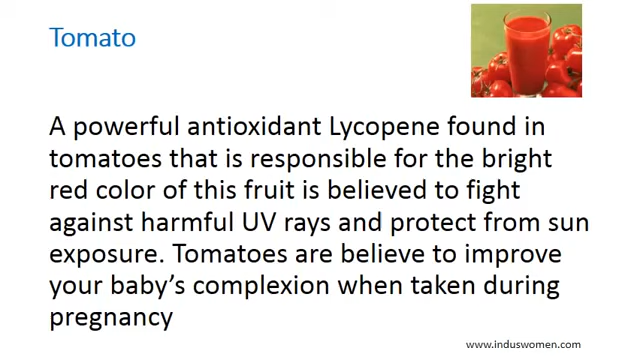 Tomato
A powerful antioxidant Lycopene found in
tomatoes that is responsible for the bright
red color of this fruit is believed to fight
against harmful UV rays and protect from sun
exposure. Tomatoes are believe to improve
your baby’s complexion when taken during
pregnancy
www.induswomen.com